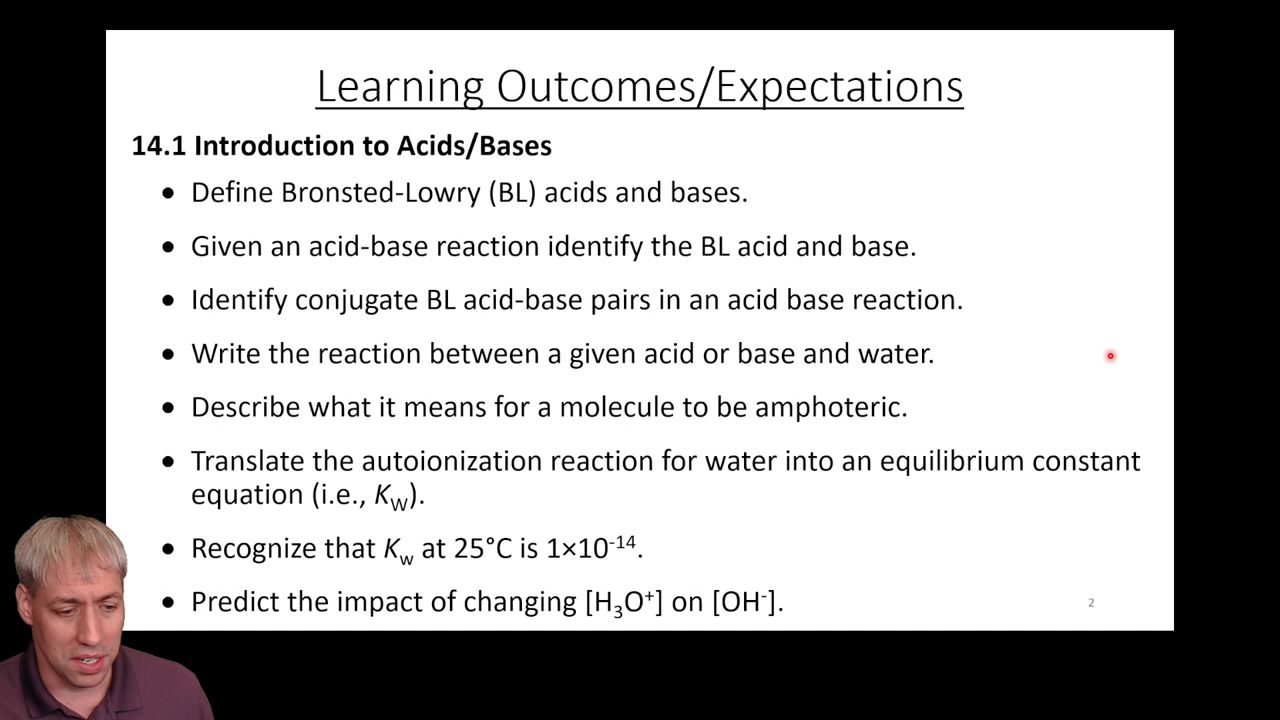 Learning Outcomes/Expectations
14.1 Introduction to Acids/Bases
• Define Bronsted-Lowry (BL) acids and bases.
• Given an acid-base reaction identify the BL acid and base.
• Identify conjugate BL acid-base pairs in an acid base reaction.
• Write the reaction between a given acid or base and water.
• Describe what it means for a molecule to be amphoteric.
• Translate the autoionization reaction for water into an equilibrium constant
equation (i.e., K_W).
• Recognize that K_w at 25°C is 1×10⁻¹⁴.
• Predict the impact of changing [H₃O⁺] on [OH⁻].
2